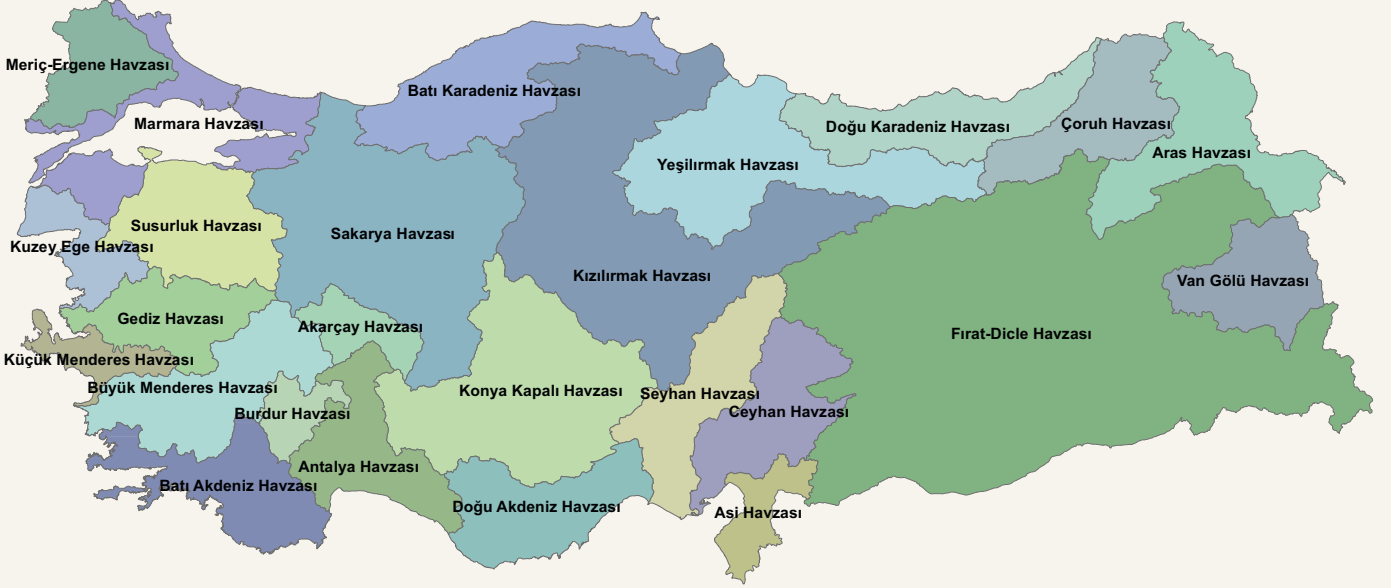 Meriç-Ergene Havzası
Batı Karadeniz Havzası
Marmara Havzası
Doğu Karadeniz Havzası
Çoruh Havzası
Aras Havzası
Yeşilırmak Havzası
Susurluk Havzası
Sakarya Havzası
Kuzey Ege Havzası
Kızılırmak Havzası
Van Gölü Havzası
Gediz Havzası
Akarçay Havzası
Fırat-Dicle Havzası
Küçük Menderes Havzası
Büyük Menderes Havzası
Konya Kapalı Havzası
Seyhan Havzası
Burdur Havzası
Ceyhan Havzası
Antalya Havzası
Batı Akdeniz Havzası
Doğu Akdeniz Havzası
Asi Havzası